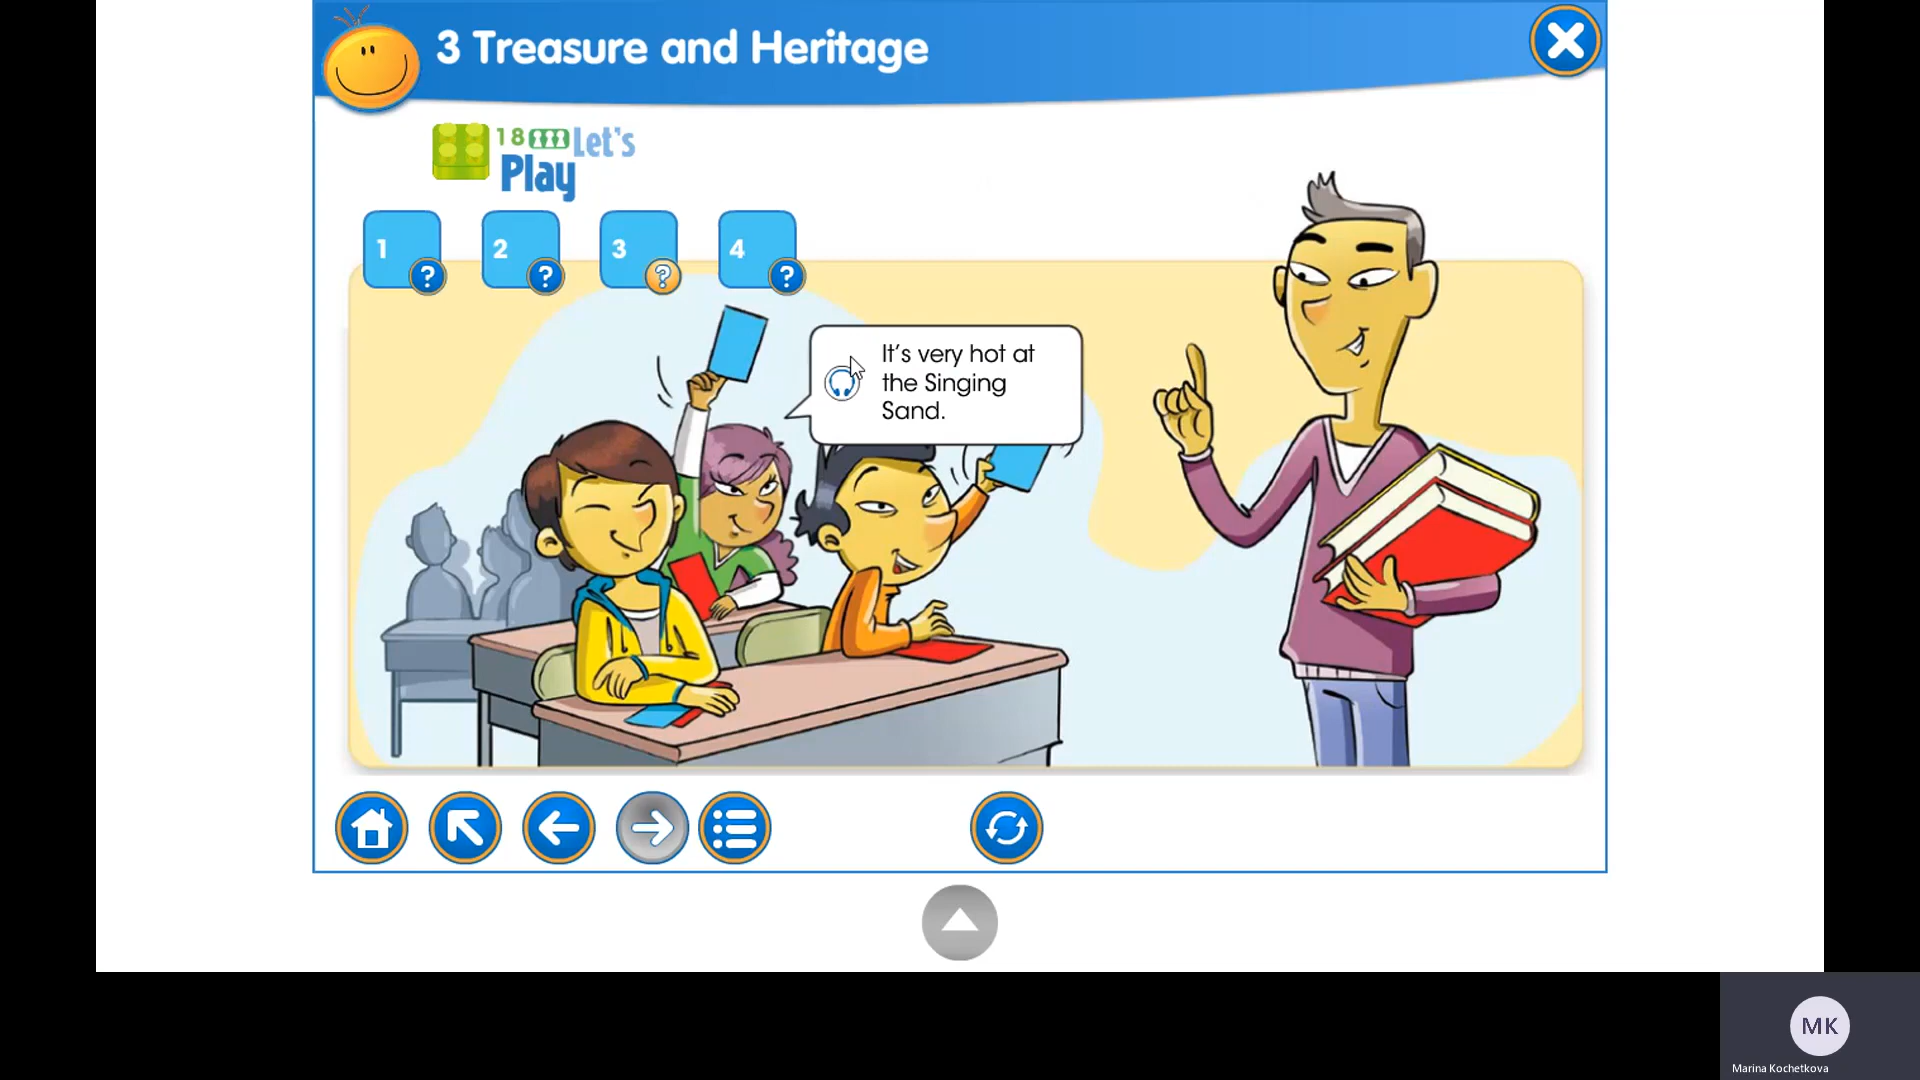 3 Treasure and Heritage
18 Let's
Play
1 ? 2 ? 3 ? 4 ?
It's very hot at
the Singing
Sand.
MK
Marina Kochetkova